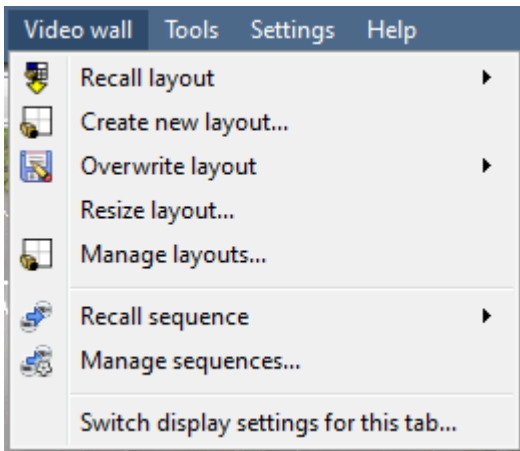 Video wall Tools Settings Help
Recall layout
Create new layout...
Overwrite layout
Resize layout...
Manage layouts...
Recall sequence
Manage sequences...
Switch display settings for this tab...